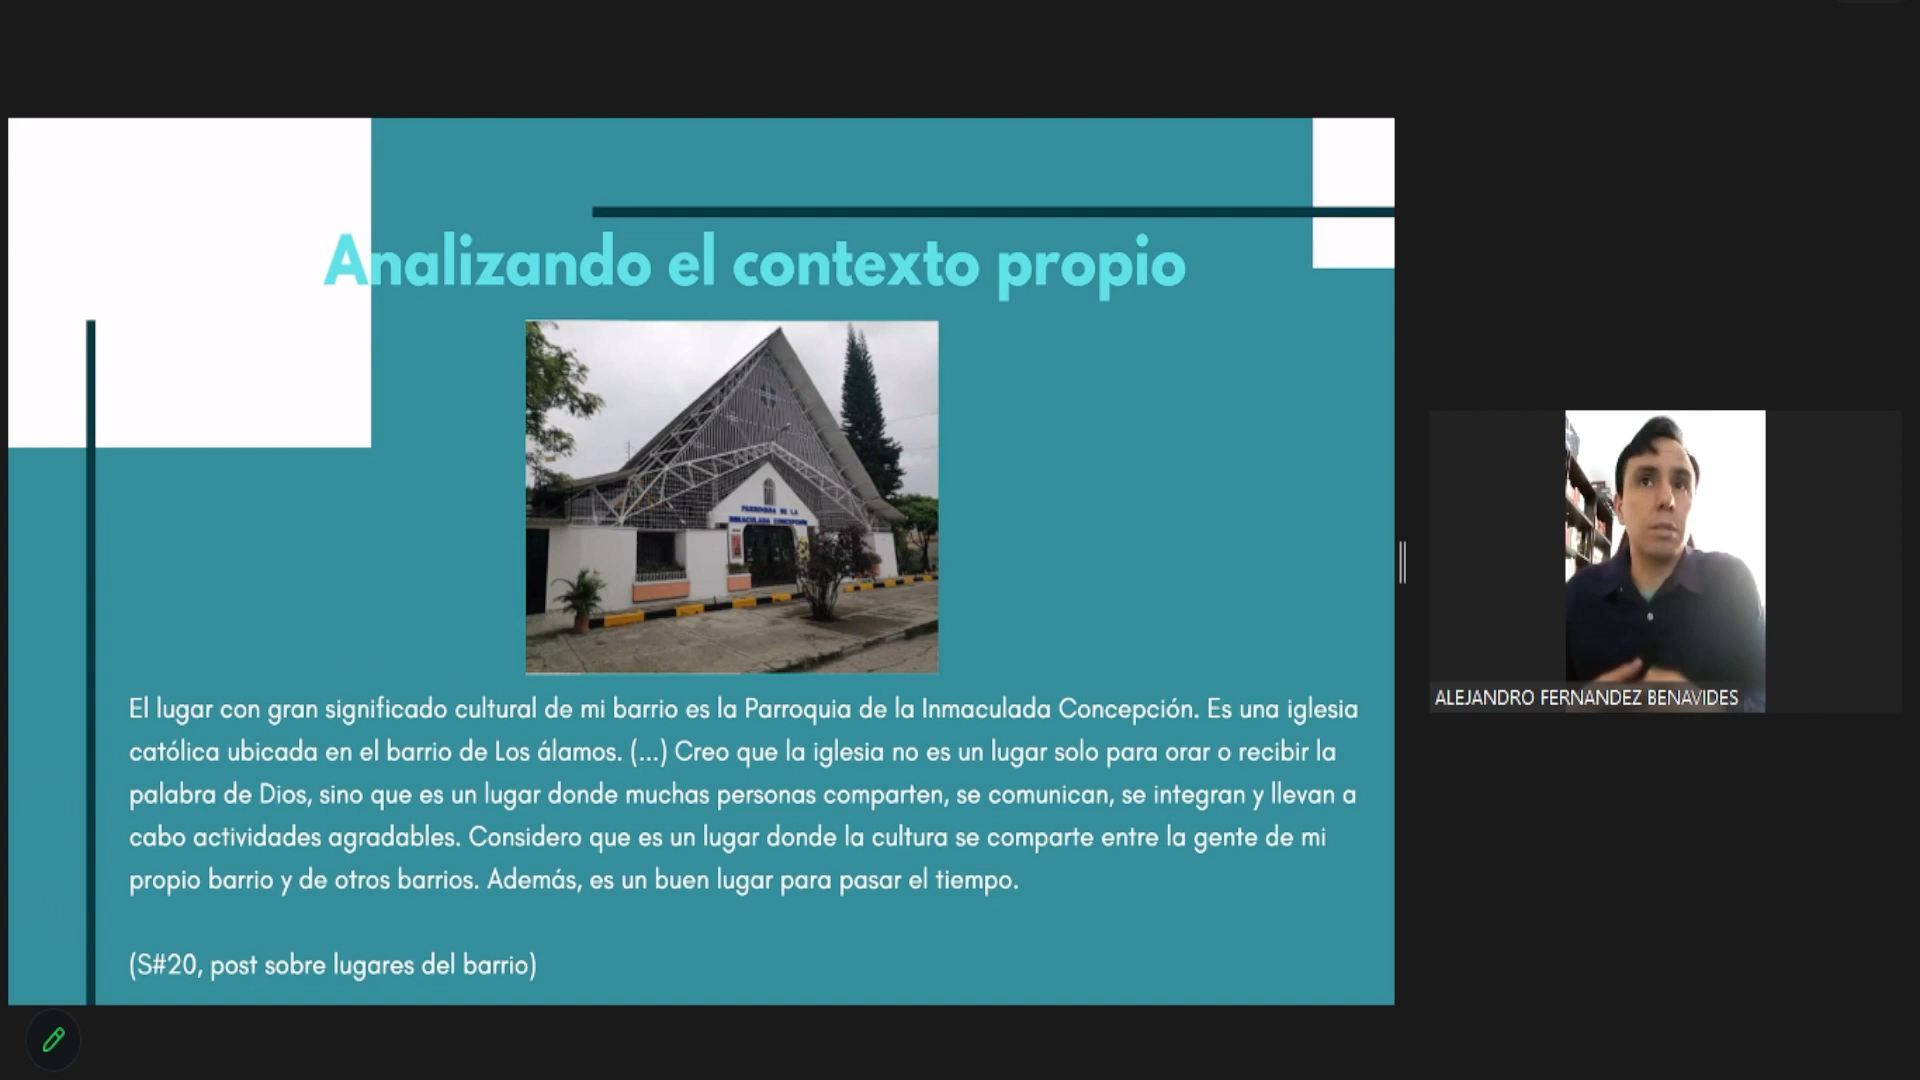 Analizando el contexto propio
PARROQUIA DE LA
INMACULADA CONCEPCIÓN
El lugar con gran significado cultural de mi barrio es la Parroquia de la Inmaculada Concepción. Es una iglesia
católica ubicada en el barrio de Los álamos. (...) Creo que la iglesia no es un lugar solo para orar o recibir la
palabra de Dios, sino que es un lugar donde muchas personas comparten, se comunican, se integran y llevan a
cabo actividades agradables. Considero que es un lugar donde la cultura se comparte entre la gente de mi
propio barrio y de otros barrios. Además, es un buen lugar para pasar el tiempo.
(S#20, post sobre lugares del barrio)
ALEJANDRO FERNANDEZ BENAVIDES